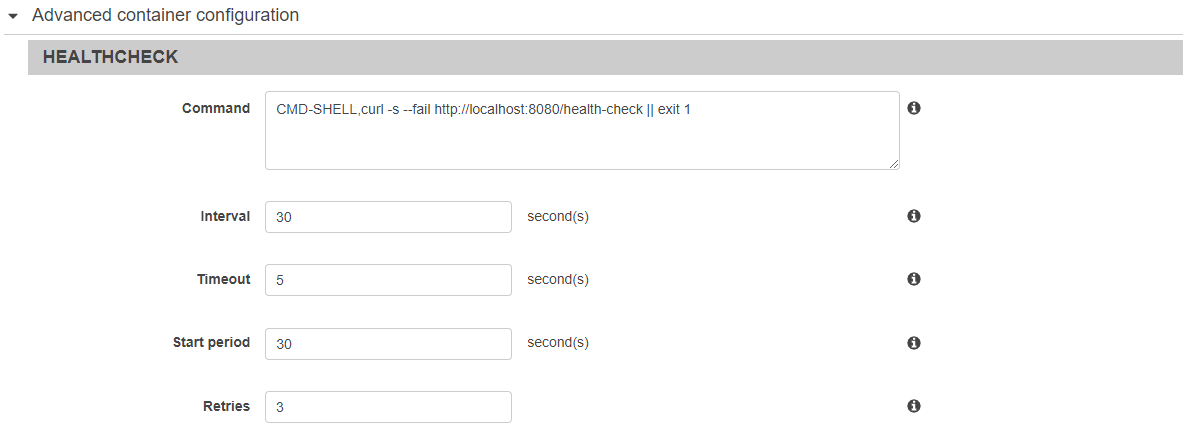 Advanced container configuration
HEALTHCHECK
Command CMD-SHELL,curl -s --fail http://localhost:8080/health-check || exit 1
Interval 30 second(s)
Timeout 5 second(s)
Start period 30 second(s)
Retries 3